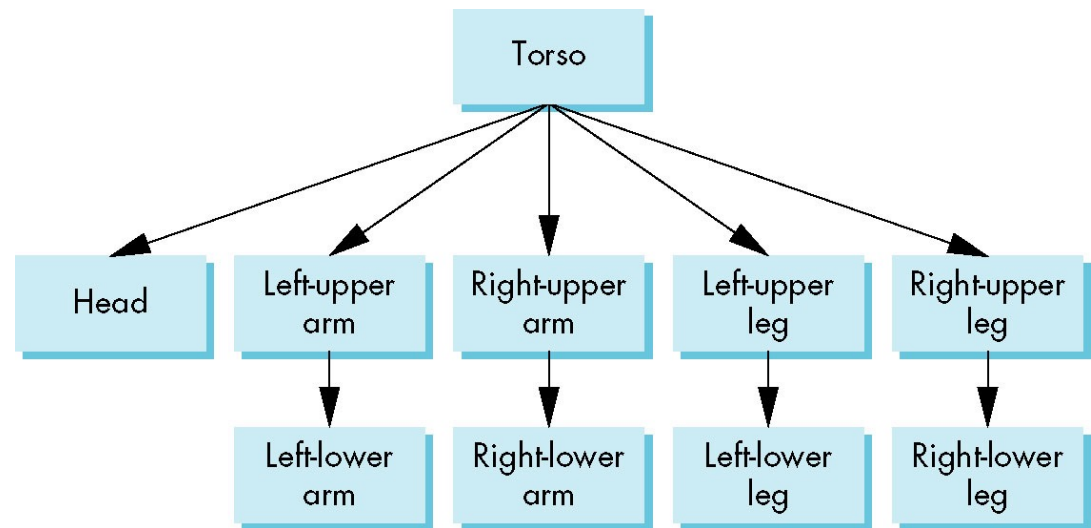 Torso
Head
Left-upper
arm
Right-upper
arm
Left-upper
leg
Right-upper
leg
Left-lower
arm
Right-lower
arm
Left-lower
leg
Right-lower
leg